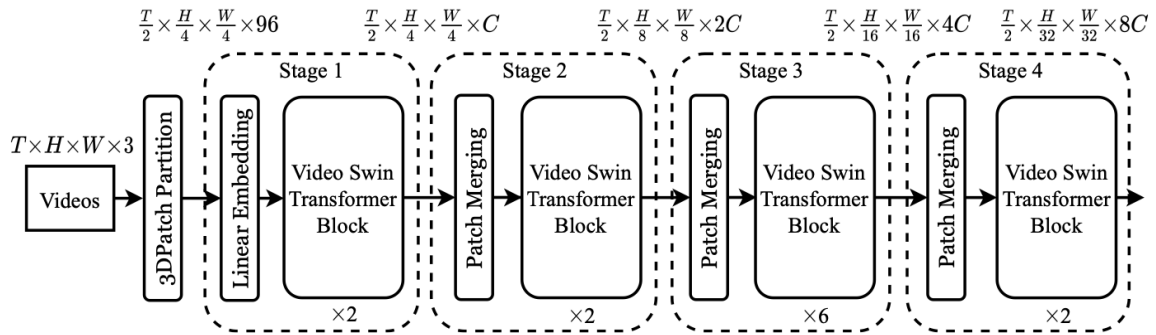 T/2 × H/4 × W/4 × 96
T/2 × H/4 × W/4 × C
T/2 × H/8 × W/8 × 2C
T/2 × H/16 × W/16 × 4C
T/2 × H/32 × W/32 × 8C
Stage 1
Stage 2
Stage 3
Stage 4
T×H×W×3
Videos
3DPatch Partition
Linear Embedding
Video Swin
Transformer
Block
×2
Patch Merging
Video Swin
Transformer
Block
×2
Patch Merging
Video Swin
Transformer
Block
×6
Patch Merging
Video Swin
Transformer
Block
×2